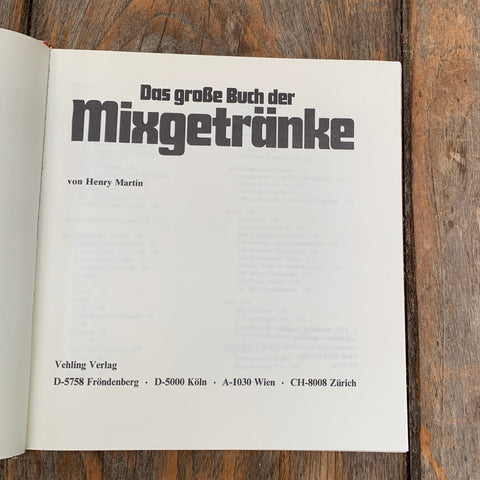 Das große Buch der
Mixgetränke
von Henry Martin
Vehling Verlag
D-5758 Fröndenberg · D-5000 Köln · A-1030 Wien · CH-8008 Zürich